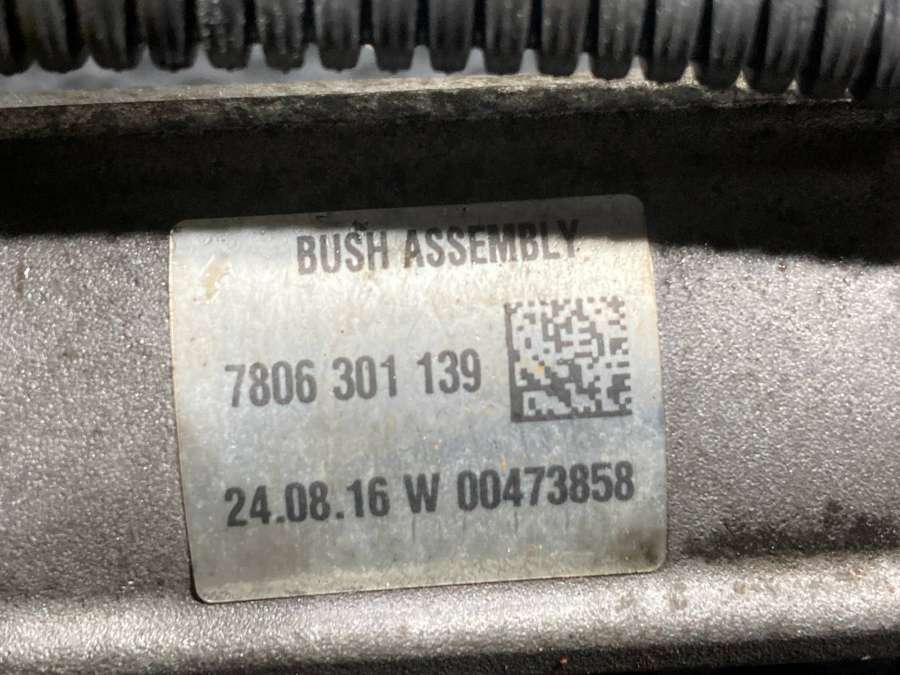 BUSH ASSEMBLY
7806 301 139
24.08.16 W 00473858